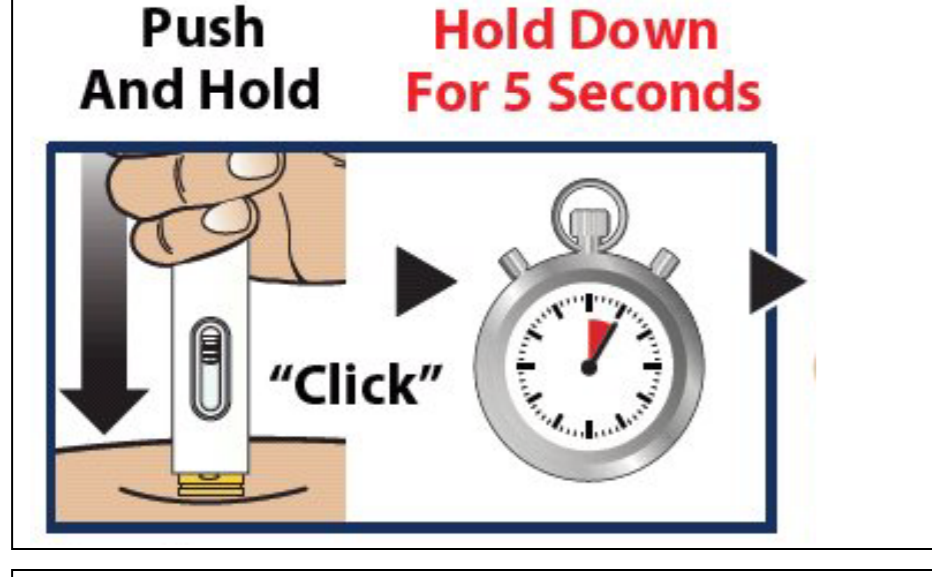 Push
And Hold
Hold Down
For 5 Seconds
“Click”